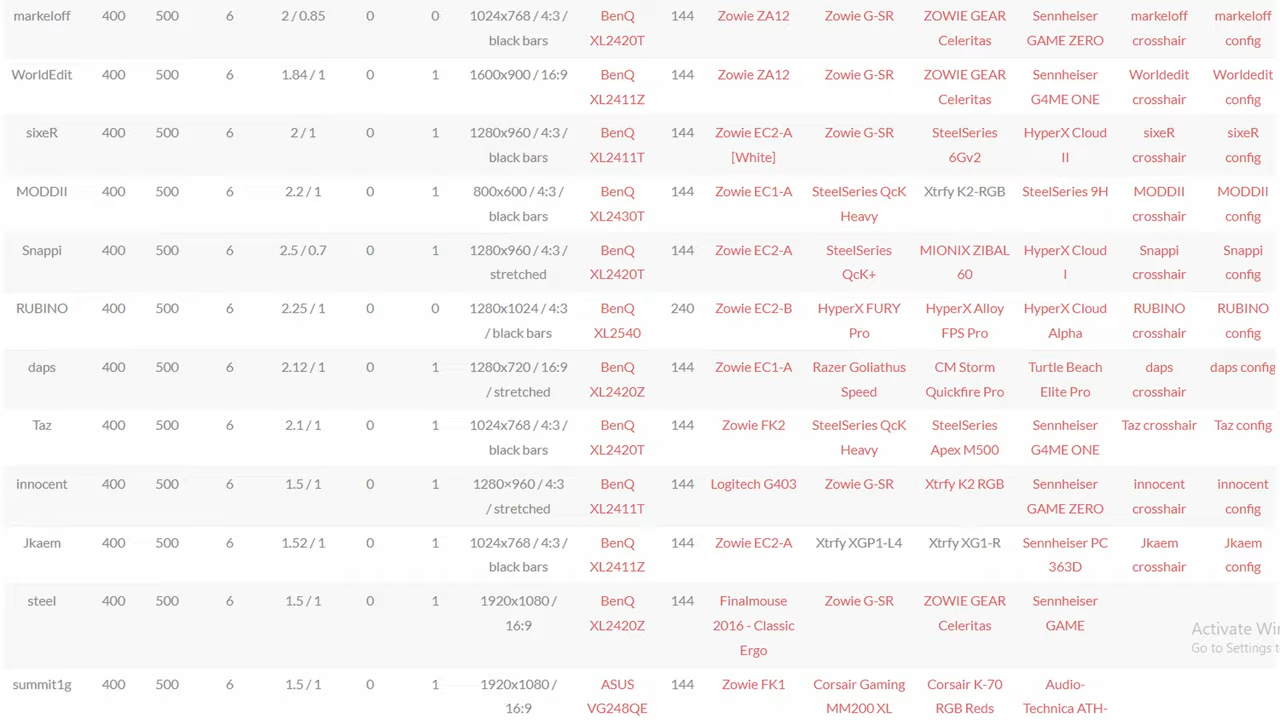 markeloff 400 500 6 2 / 0.85 0 0 1024x768 / 4:3 / BenQ 144 Zowie ZA12 Zowie G-SR ZOWIE GEAR Sennheiser markeloff markeloff
black bars XL2420T Celeritas GAME ZERO crosshair config
WorldEdit 400 500 6 1.84 / 1 0 1 1600x900 / 16:9 BenQ 144 Zowie ZA12 Zowie G-SR ZOWIE GEAR Sennheiser Worldedit Worldedit
XL2411Z Celeritas G4ME ONE crosshair config
sixeR 400 500 6 2 / 1 0 1 1280x960 / 4:3 / BenQ 144 Zowie EC2-A Zowie G-SR SteelSeries HyperX Cloud sixeR sixeR
black bars XL2411T [White] 6Gv2 II crosshair config
MODDII 400 500 6 2.2 / 1 0 1 800x600 / 4:3 / BenQ 144 Zowie EC1-A SteelSeries QcK Xtrfy K2-RGB SteelSeries 9H MODDII MODDII
black bars XL2430T Heavy crosshair config
Snappi 400 500 6 2.5 / 0.7 0 1 1280x960 / 4:3 / BenQ 144 Zowie EC2-A SteelSeries MIONIX ZIBAL HyperX Cloud Snappi Snappi
stretched XL2420T QcK+ 60 I crosshair config
RUBINO 400 500 6 2.25 / 1 0 0 1280x1024 / 4:3 BenQ 240 Zowie EC2-B HyperX FURY HyperX Alloy HyperX Cloud RUBINO RUBINO
/ black bars XL2540 Pro FPS Pro Alpha crosshair config
daps 400 500 6 2.12 / 1 0 1 1280x720 / 16:9 BenQ 144 Zowie EC1-A Razer Goliathus CM Storm Turtle Beach daps daps config
/ stretched XL2420Z Speed Quickfire Pro Elite Pro crosshair
Taz 400 500 6 2.1 / 1 0 1 1024x768 / 4:3 / BenQ 144 Zowie FK2 SteelSeries QcK SteelSeries Sennheiser Taz crosshair Taz config
black bars XL2420T Heavy Apex M500 G4ME ONE
innocent 400 500 6 1.5 / 1 0 1 1280×960 / 4:3 BenQ 144 Logitech G403 Zowie G-SR Xtrfy K2 RGB Sennheiser innocent innocent
/ stretched XL2411T GAME ZERO crosshair config
Jkaem 400 500 6 1.52 / 1 0 1 1024x768 / 4:3 / BenQ 144 Zowie EC2-A Xtrfy XGP1-L4 Xtrfy XG1-R Sennheiser PC Jkaem Jkaem
black bars XL2411Z 363D crosshair config
steel 400 500 6 1.5 / 1 0 1 1920x1080 / BenQ 144 Finalmouse Zowie G-SR ZOWIE GEAR Sennheiser
16:9 XL2420Z 2016 - Classic Celeritas GAME
Ergo
Activate Wi
Go to Settings t
summit1g 400 500 6 1.5 / 1 0 1 1920x1080 / ASUS 144 Zowie FK1 Corsair Gaming Corsair K-70 Audio-
16:9 VG248QE MM200 XL RGB Reds Technica ATH-